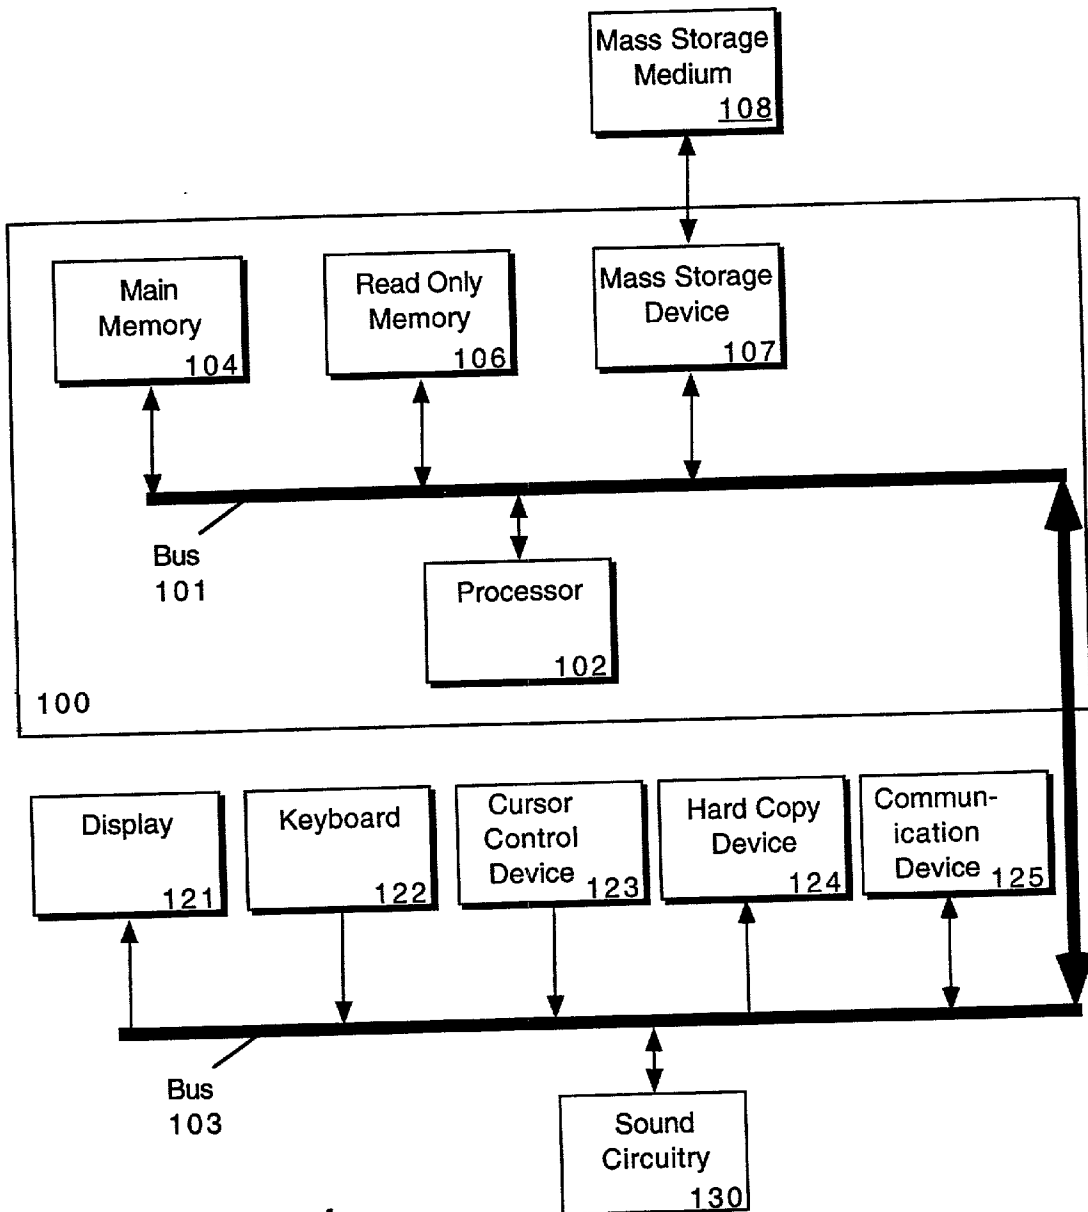 Mass Storage
Medium
108
Main
Memory
104
Read Only
Memory
106
Mass Storage
Device
107
Bus
101
Processor
102
100
Display
121
Keyboard
122
Cursor
Control
Device
123
Hard Copy
Device
124
Commun-
ication
Device
125
Bus
103
Sound
Circuitry
130